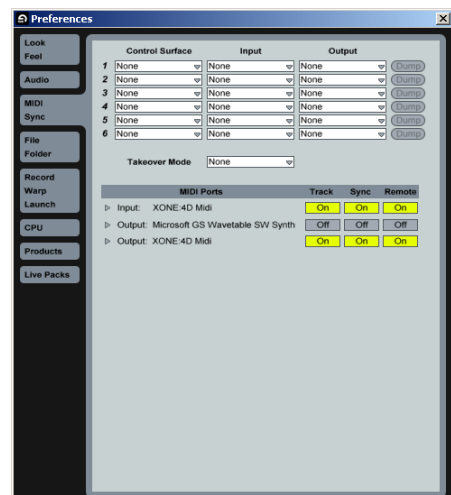 Preferences
Look
Feel
Audio
MIDI
Sync
File
Folder
Record
Warp
Launch
CPU
Products
Live Packs
Control Surface Input Output
1 None None None Dump
2 None None None Dump
3 None None None Dump
4 None None None Dump
5 None None None Dump
6 None None None Dump
Takeover Mode None
MIDI Ports Track Sync Remote
Input: XONE:4D Midi On On On
Output: Microsoft GS Wavetable SW Synth Off Off Off
Output: XONE:4D Midi On On On